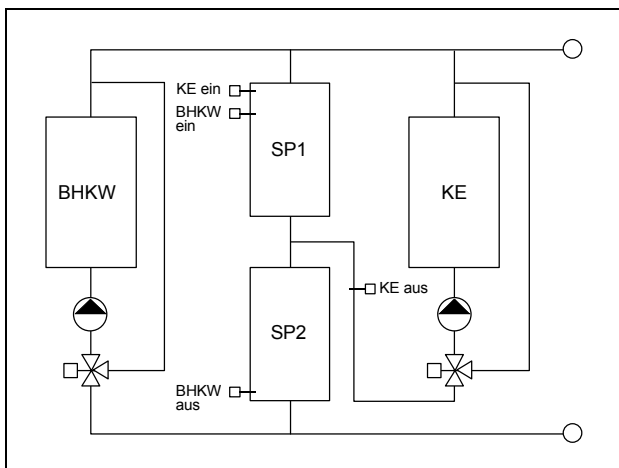 KE ein
BHKW
ein
SP1
BHKW
KE
KE aus
SP2
BHKW
aus